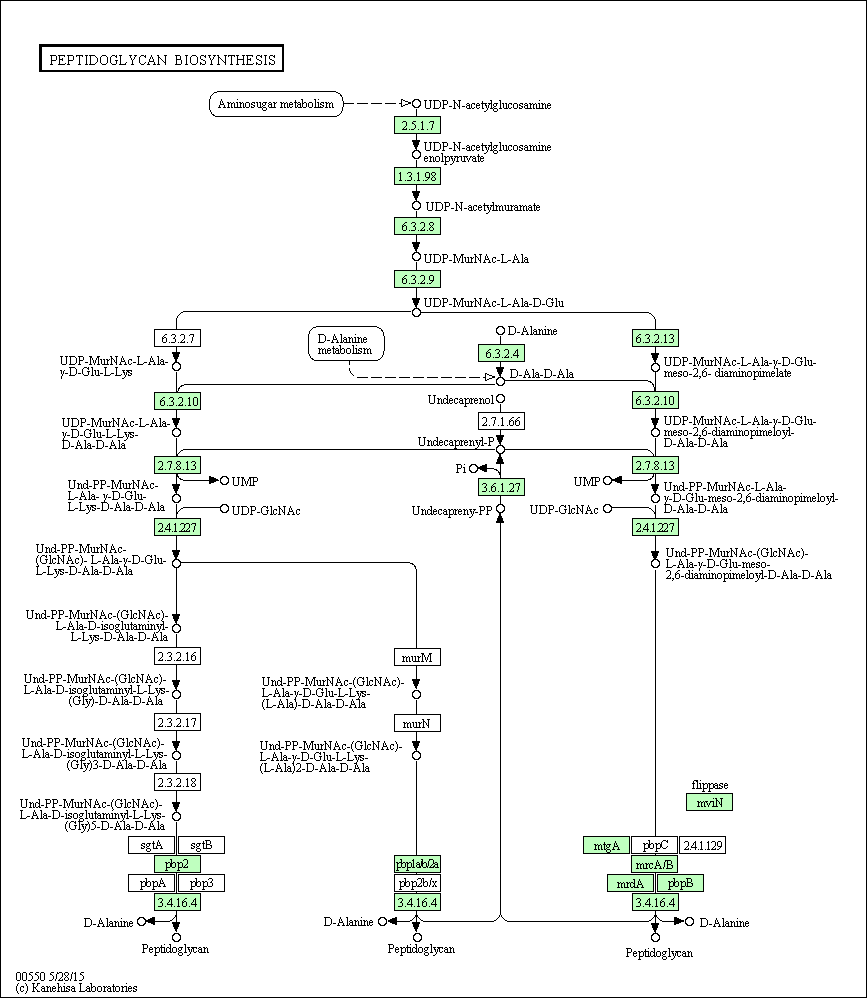 PEPTIDOGLYCAN BIOSYNTHESIS
Aminosugar metabolism
UDP-N-acetylglucosamine
2.5.1.7
UDP-N-acetylglucosamine
enolpyruvate
1.3.1.98
UDP-N-acetylmuramate
6.3.2.8
UDP-MurNAc-L-Ala
6.3.2.9
UDP-MurNAc-L-Ala-D-Glu
6.3.2.7
D-Alanine
metabolism
D-Alanine
6.3.2.13
6.3.2.4
UDP-MurNAc-L-Ala-
γ-D-Glu-L-Lys
D-Ala-D-Ala
UDP-MurNAc-L-Ala-γ-D-Glu-
meso-2,6- diaminopimelate
6.3.2.10
Undecaprenol
6.3.2.10
2.7.1.66
UDP-MurNAc-L-Ala-
γ-D-Glu-L-Lys-
D-Ala-D-Ala
Undecaprenyl-P
UDP-MurNAc-L-Ala-γ-D-Glu-
meso-2,6-diaminopimeloyl-
D-Ala-D-Ala
2.7.8.13
Pi
2.7.8.13
UMP
3.6.1.27
UMP
Und-PP-MurNAc-
L-Ala- γ-D-Glu-
L-Lys-D-Ala-D-Ala
Und-PP-MurNAc-L-Ala-
γ-D-Glu-meso-2,6-diaminopimeloyl-
D-Ala-D-Ala
UDP-GlcNAc
Undecapreny-PP
UDP-GlcNAc
2.4.1.227
2.4.1.227
Und-PP-MurNAc-
(GlcNAc)- L-Ala-γ-D-Glu-
L-Lys-D-Ala-D-Ala
Und-PP-MurNAc-(GlcNAc)-
L-Ala-γ-D-Glu-meso-
2,6-diaminopimeloyl-D-Ala-D-Ala
Und-PP-MurNAc-(GlcNAc)-
L-Ala-D-isoglutaminyl-
L-Lys-D-Ala-D-Ala
2.3.2.16
murM
Und-PP-MurNAc-(GlcNAc)-
L-Ala-D-isoglutaminyl-L-Lys-
(Gly)-D-Ala-D-Ala
Und-PP-MurNAc-(GlcNAc)-
L-Ala-γ-D-Glu-L-Lys-
(L-Ala)-D-Ala-D-Ala
2.3.2.17
murN
Und-PP-MurNAc-(GlcNAc)-
L-Ala-D-isoglutaminyl-L-Lys-
(Gly)3-D-Ala-D-Ala
Und-PP-MurNAc-(GlcNAc)-
L-Ala-γ-D-Glu-L-Lys-
(L-Ala)2-D-Ala-D-Ala
2.3.2.18
flippase
mviN
Und-PP-MurNAc-(GlcNAc)-
L-Ala-D-isoglutaminyl-L-Lys-
(Gly)5-D-Ala-D-Ala
sgtA sgtB
mtgA pbpC 2.4.1.129
pbp2
pbp1a/b/2a
mrcA/B
pbpA pbp3
pbp2b/x
mrdA pbpB
3.4.16.4
3.4.16.4
3.4.16.4
D-Alanine
D-Alanine
D-Alanine
Peptidoglycan
Peptidoglycan
Peptidoglycan
00550 5/28/15
(c) Kanehisa Laboratories